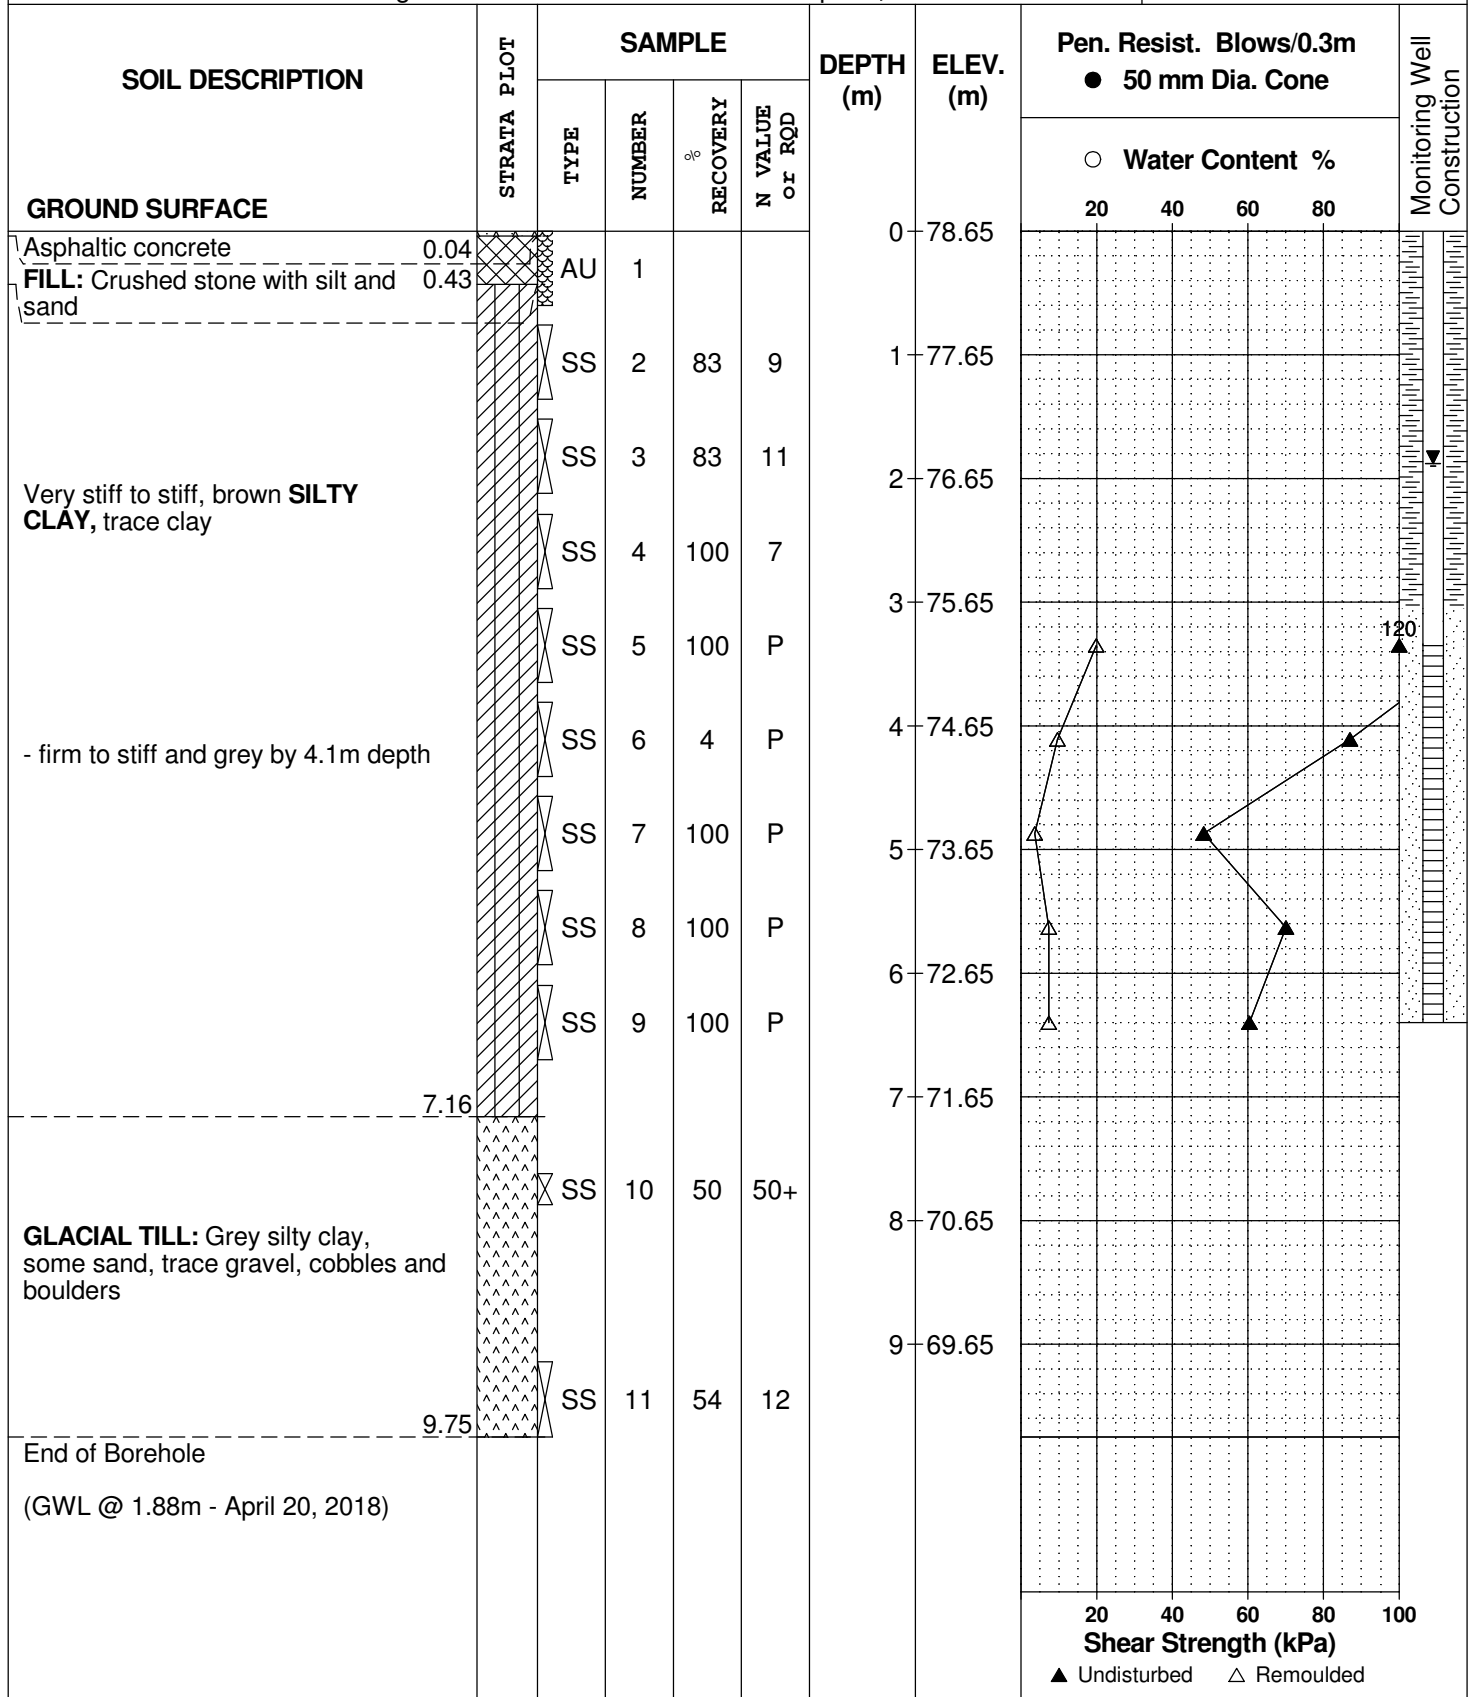 SOIL DESCRIPTION
GROUND SURFACE
STRATA PLOT
SAMPLE
TYPE
NUMBER
% RECOVERY
N VALUE or RQD
DEPTH (m)
ELEV. (m)
Pen. Resist. Blows/0.3m
● 50 mm Dia. Cone
○ Water Content %
20 40 60 80
Monitoring Well
Construction
0 78.65
Asphaltic concrete 0.04
FILL: Crushed stone with silt and 0.43
sand
AU 1
SS 2 83 9
1 77.65
SS 3 83 11
2 76.65
Very stiff to stiff, brown SILTY
CLAY, trace clay
SS 4 100 7
3 75.65
120
SS 5 100 P
4 74.65
SS 6 4 P
- firm to stiff and grey by 4.1m depth
SS 7 100 P
5 73.65
SS 8 100 P
6 72.65
SS 9 100 P
7 71.65
7.16
SS 10 50 50+
8 70.65
GLACIAL TILL: Grey silty clay,
some sand, trace gravel, cobbles and
boulders
9 69.65
SS 11 54 12
9.75
End of Borehole
(GWL @ 1.88m - April 20, 2018)
20 40 60 80 100
Shear Strength (kPa)
▲ Undisturbed △ Remoulded